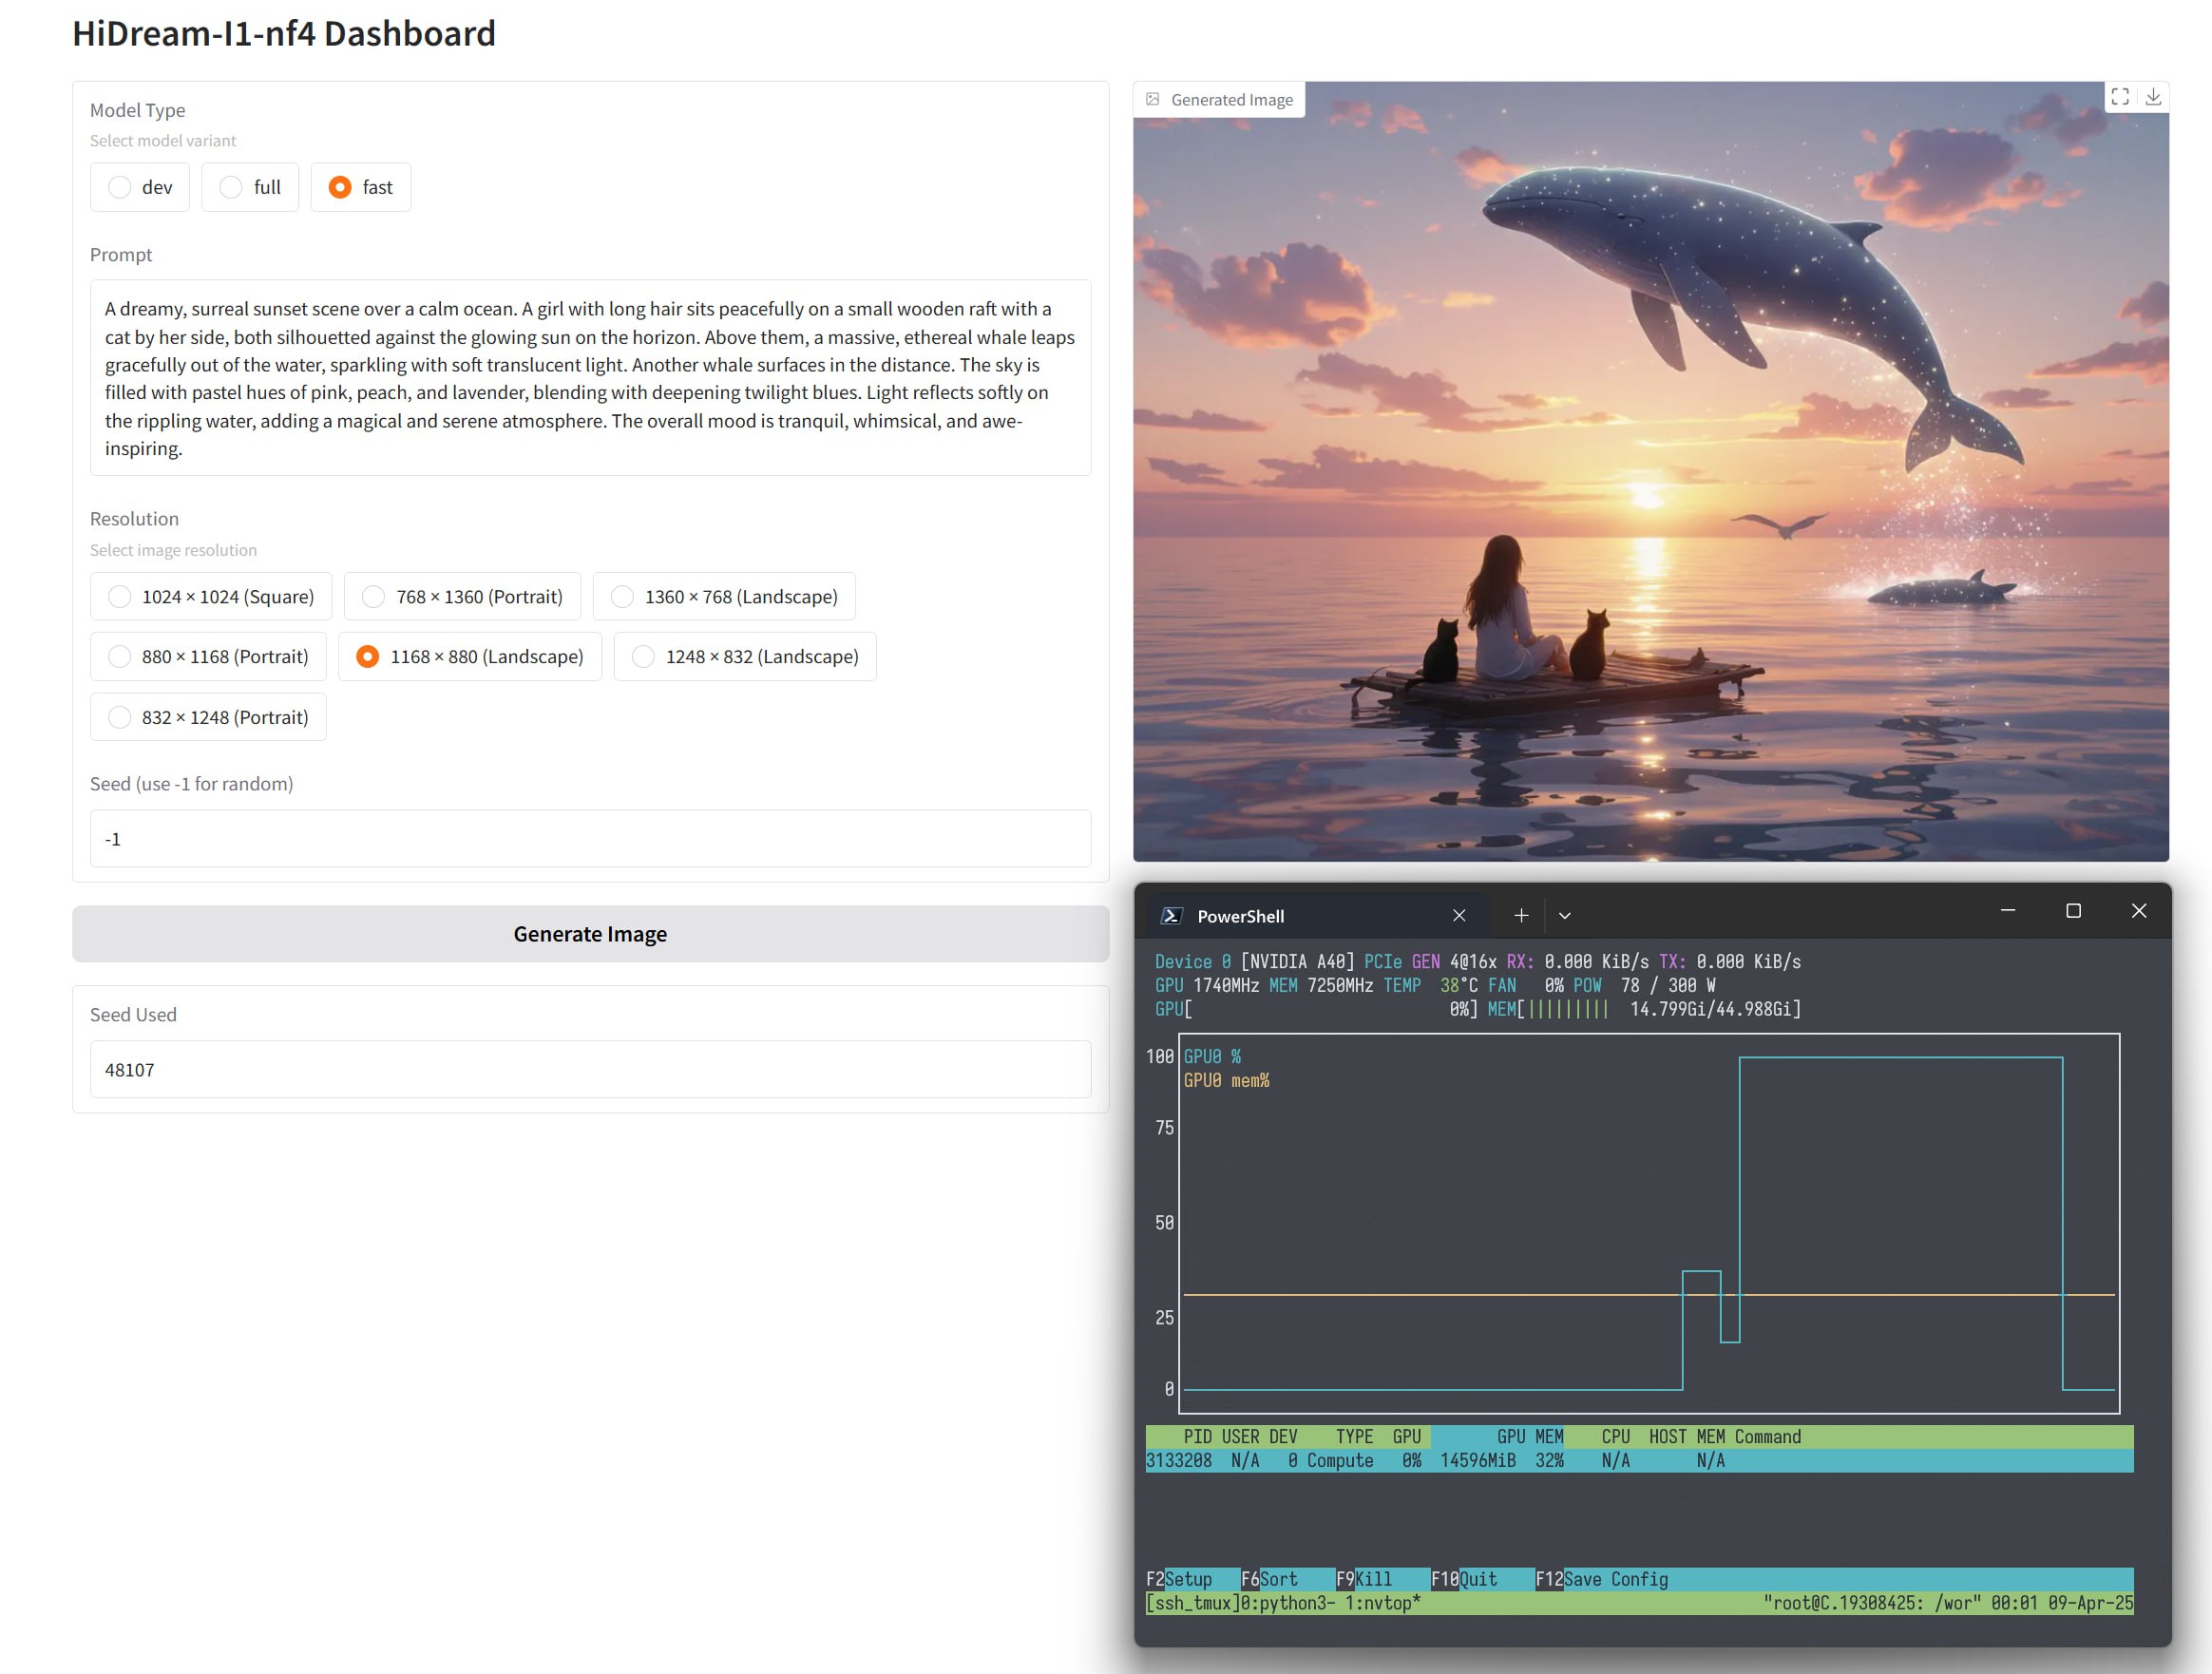 HiDream-I1-nf4 Dashboard
Model Type
Select model variant
dev
full
fast
Prompt
A dreamy, surreal sunset scene over a calm ocean. A girl with long hair sits peacefully on a small wooden raft with a
cat by her side, both silhouetted against the glowing sun on the horizon. Above them, a massive, ethereal whale leaps
gracefully out of the water, sparkling with soft translucent light. Another whale surfaces in the distance. The sky is
filled with pastel hues of pink, peach, and lavender, blending with deepening twilight blues. Light reflects softly on
the rippling water, adding a magical and serene atmosphere. The overall mood is tranquil, whimsical, and awe-
inspiring.
Resolution
Select image resolution
1024 × 1024 (Square)
768 × 1360 (Portrait)
1360 × 768 (Landscape)
880 × 1168 (Portrait)
1168 × 880 (Landscape)
1248 × 832 (Landscape)
832 × 1248 (Portrait)
Seed (use -1 for random)
-1
Generate Image
Seed Used
48107
Generated Image
PowerShell
Device 0 [NVIDIA A40] PCIe GEN 4@16x RX: 0.000 KiB/s TX: 0.000 KiB/s
GPU 1740MHz MEM 7250MHz TEMP 38°C FAN 0% POW 78 / 300 W
GPU[ 0%] MEM[||||||||| 14.799Gi/44.988Gi]
100
GPU0 %
GPU0 mem%
75
50
25
0
PID USER DEV TYPE GPU GPU MEM CPU HOST MEM Command
3133208 N/A 0 Compute 0% 14596MiB 32% N/A N/A
F2Setup F6Sort F9Kill F10Quit F12Save Config
[ssh_tmux]0:python3- 1:nvtop* "root@C.19308425: /wor" 00:01 09-Apr-25